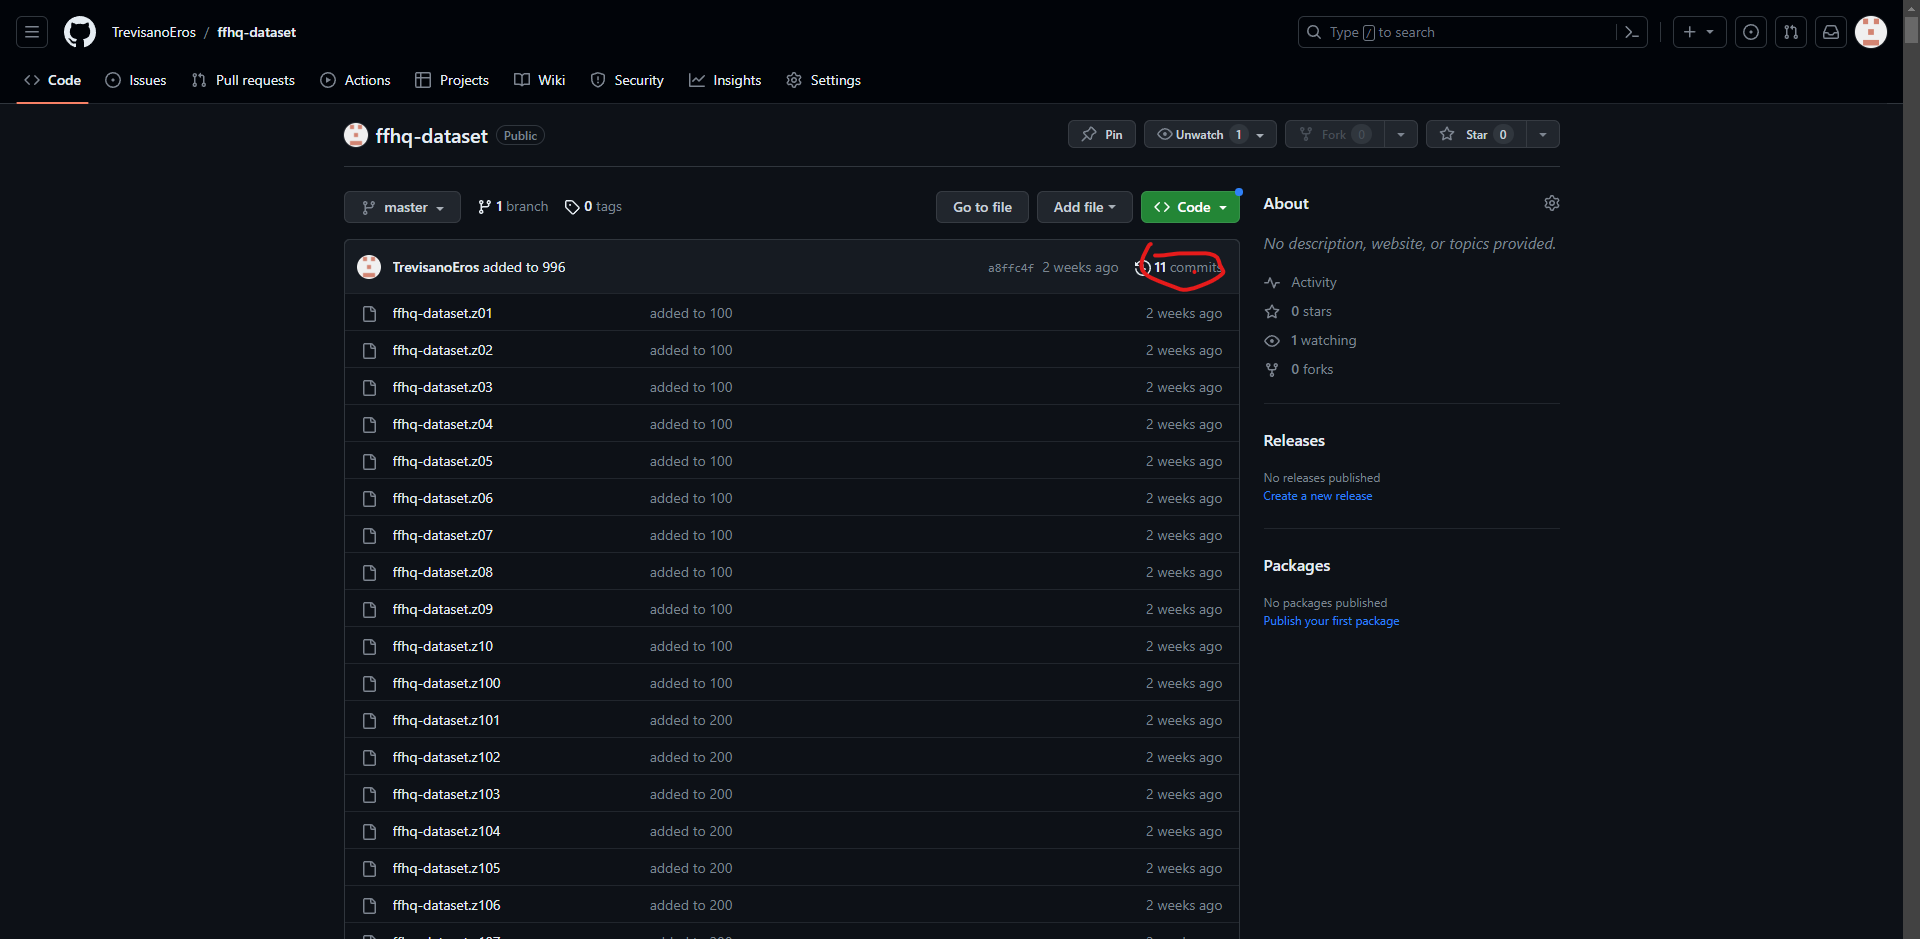 TrevisanoEros / ffhq-dataset
Type / to search
Code Issues Pull requests Actions Projects Wiki Security Insights Settings
ffhq-dataset Public
Pin Unwatch 1 Fork 0 Star 0
master 1 branch 0 tags Go to file Add file Code
TrevisanoEros added to 996 a8ffc4f 2 weeks ago 11 commits
ffhq-dataset.z01 added to 100 2 weeks ago
ffhq-dataset.z02 added to 100 2 weeks ago
ffhq-dataset.z03 added to 100 2 weeks ago
ffhq-dataset.z04 added to 100 2 weeks ago
ffhq-dataset.z05 added to 100 2 weeks ago
ffhq-dataset.z06 added to 100 2 weeks ago
ffhq-dataset.z07 added to 100 2 weeks ago
ffhq-dataset.z08 added to 100 2 weeks ago
ffhq-dataset.z09 added to 100 2 weeks ago
ffhq-dataset.z10 added to 100 2 weeks ago
ffhq-dataset.z100 added to 100 2 weeks ago
ffhq-dataset.z101 added to 200 2 weeks ago
ffhq-dataset.z102 added to 200 2 weeks ago
ffhq-dataset.z103 added to 200 2 weeks ago
ffhq-dataset.z104 added to 200 2 weeks ago
ffhq-dataset.z105 added to 200 2 weeks ago
ffhq-dataset.z106 added to 200 2 weeks ago
About
No description, website, or topics provided.
Activity
0 stars
1 watching
0 forks
Releases
No releases published
Create a new release
Packages
No packages published
Publish your first package